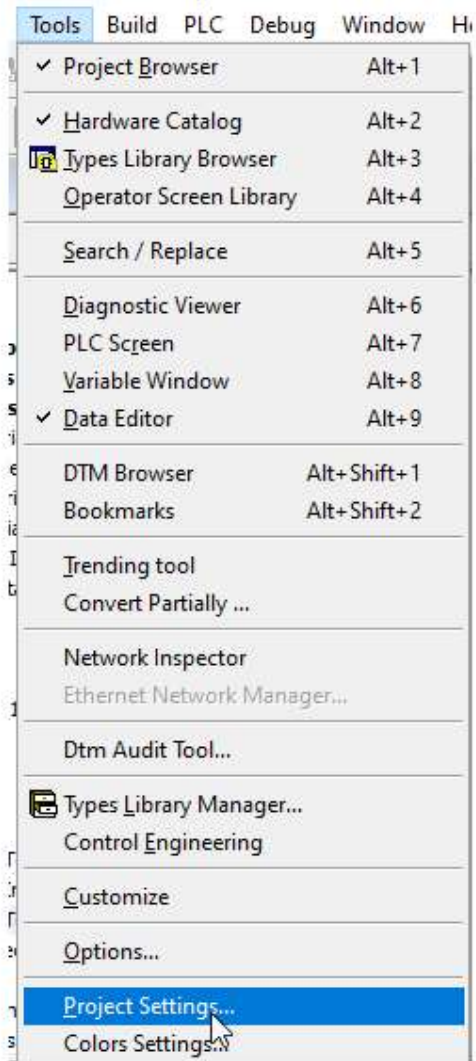 Tools Build PLC Debug Window
Project Browser Alt+1
Hardware Catalog Alt+2
Types Library Browser Alt+3
Operator Screen Library Alt+4
Search / Replace Alt+5
Diagnostic Viewer Alt+6
PLC Screen Alt+7
Variable Window Alt+8
Data Editor Alt+9
DTM Browser Alt+Shift+1
Bookmarks Alt+Shift+2
Trending tool
Convert Partially ...
Network Inspector
Ethernet Network Manager...
Dtm Audit Tool...
Types Library Manager...
Control Engineering
Customize
Options...
Project Settings...
Colors Settings...